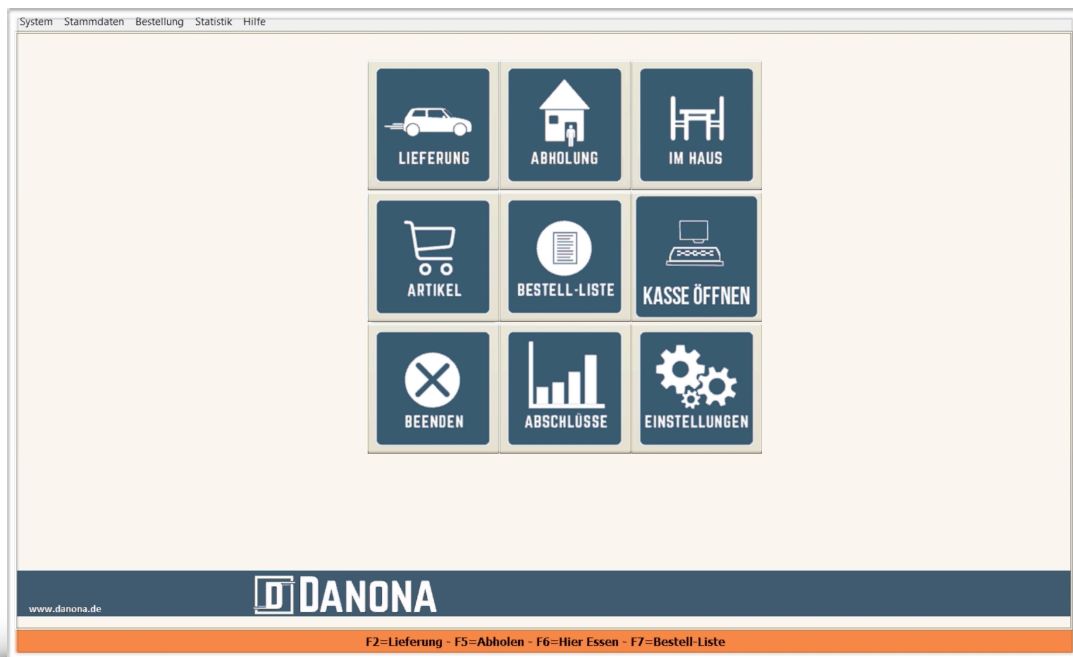 System Stammdaten Bestellung Statistik Hilfe
LIEFERUNG ABHOLUNG IM HAUS
ARTIKEL BESTELL-LISTE KASSE ÖFFNEN
BEENDEN ABSCHLÜSSE EINSTELLUNGEN
www.danona.de D DANONA
F2=Lieferung - F5=Abholen - F6=Hier Essen - F7=Bestell-Liste